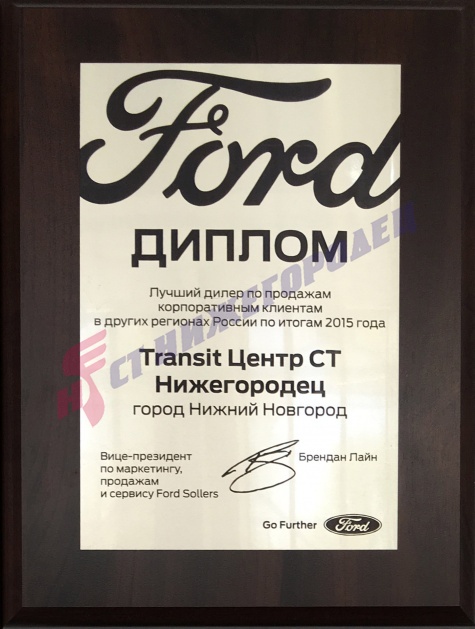 Ford
ДИПЛОМ
Лучший дилер по продажам
корпоративным клиентам
в других регионах России по итогам 2015 года
Transit Центр СТ
Нижегородец
город Нижний Новгород
Вице-президент
по маркетингу,
продажам
и сервису Ford Sollers
Брендан Лайн
Go Further Ford
СТ НИЖЕГОРОДЕЦ